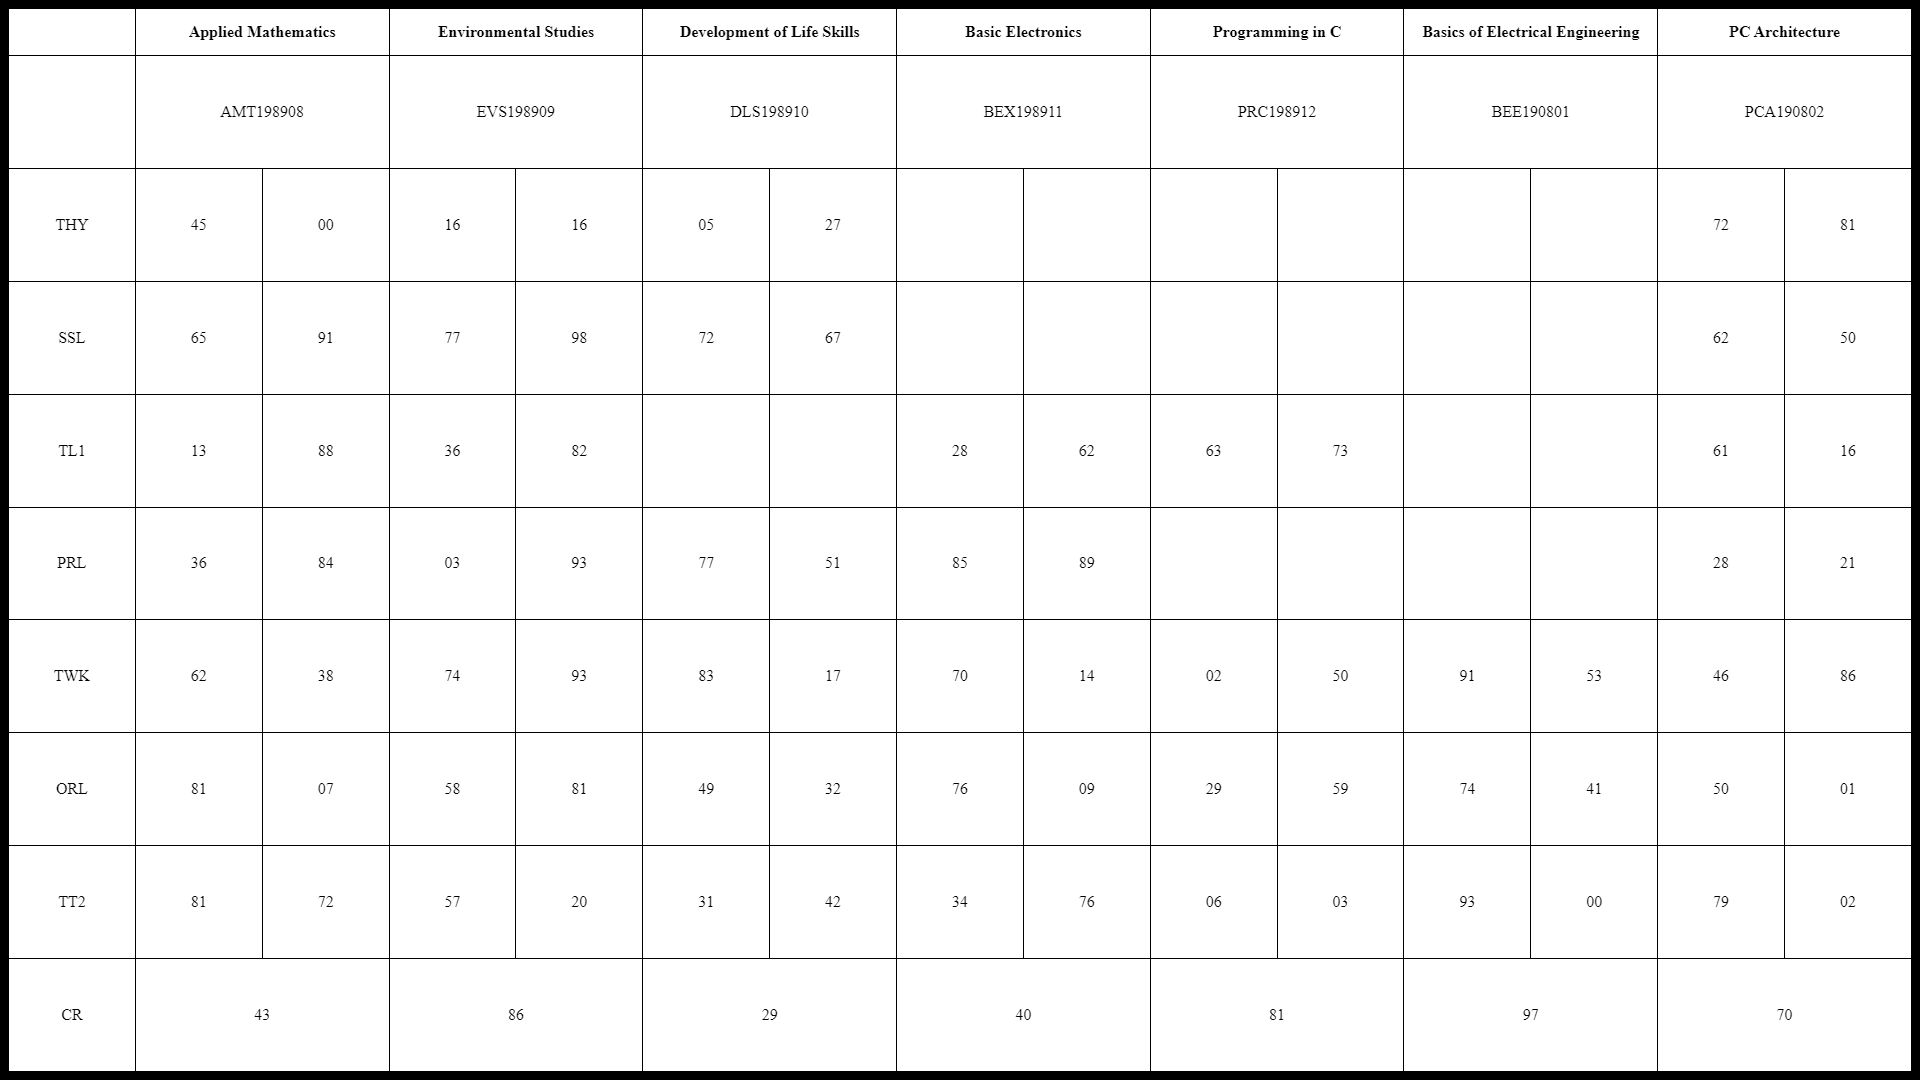 Applied Mathematics Environmental Studies Development of Life Skills Basic Electronics Programming in C Basics of Electrical Engineering PC Architecture
AMT198908 EVS198909 DLS198910 BEX198911 PRC198912 BEE190801 PCA190802
THY 45 00 16 16 05 27 72 81
SSL 65 91 77 98 72 67 62 50
TL1 13 88 36 82 28 62 63 73 61 16
PRL 36 84 03 93 77 51 85 89 28 21
TWK 62 38 74 93 83 17 70 14 02 50 91 53 46 86
ORL 81 07 58 81 49 32 76 09 29 59 74 41 50 01
TT2 81 72 57 20 31 42 34 76 06 03 93 00 79 02
CR 43 86 29 40 81 97 70